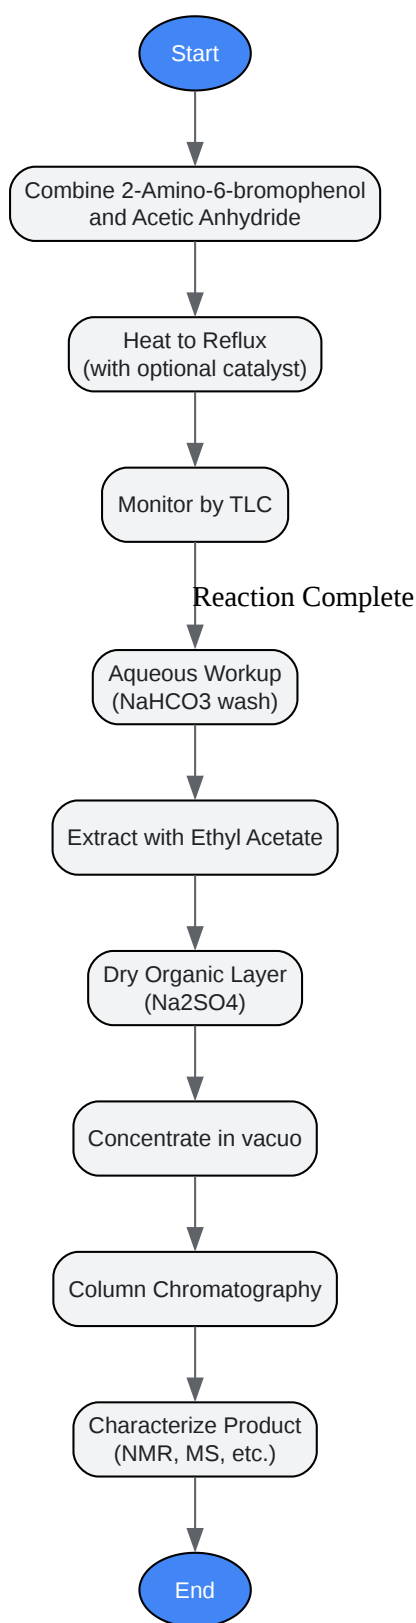 Start
Combine 2-Amino-6-bromophenol
and Acetic Anhydride
Heat to Reflux
(with optional catalyst)
Monitor by TLC
Reaction Complete
Aqueous Workup
(NaHCO3 wash)
Extract with Ethyl Acetate
Dry Organic Layer
(Na2SO4)
Concentrate in vacuo
Column Chromatography
Characterize Product
(NMR, MS, etc.)
End